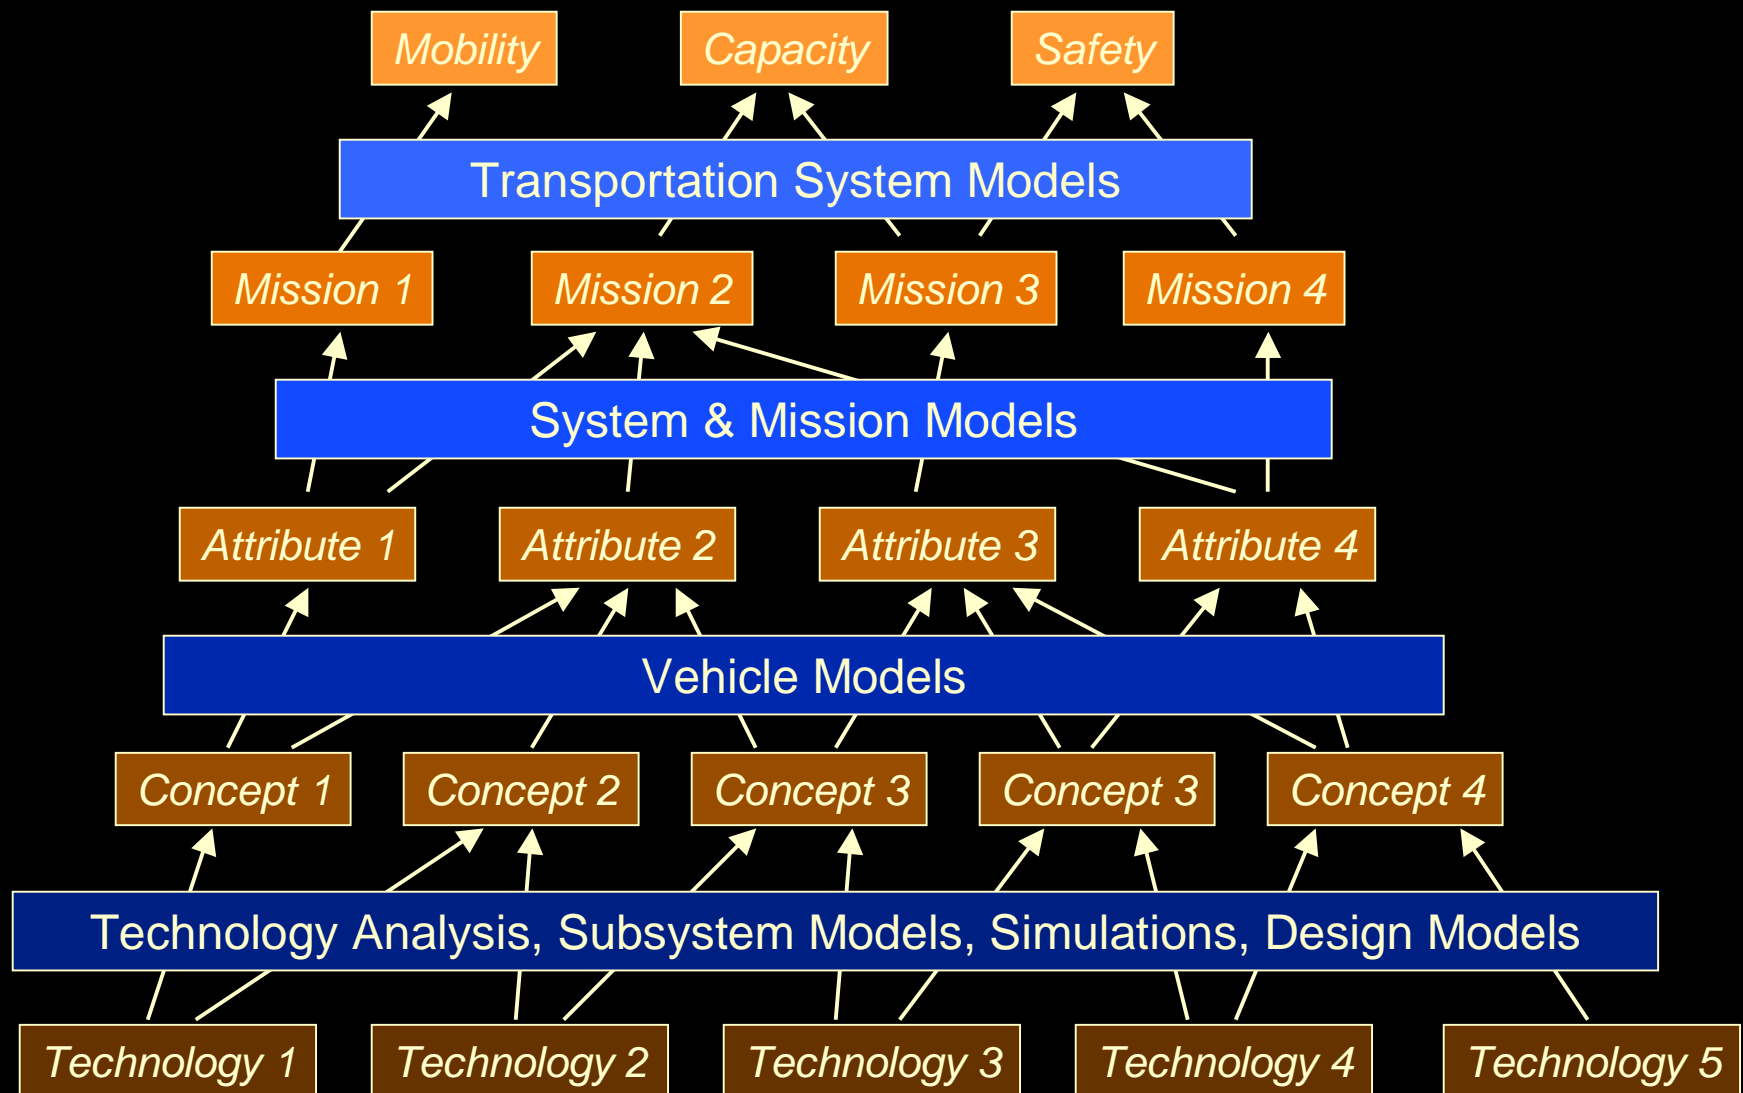 Mobility
Capacity
Safety
Transportation System Models
Mission 1
Mission 2
Mission 3
Mission 4
System & Mission Models
Attribute 1
Attribute 2
Attribute 3
Attribute 4
Vehicle Models
Concept 1
Concept 2
Concept 3
Concept 3
Concept 4
Technology Analysis, Subsystem Models, Simulations, Design Models
Technology 1
Technology 2
Technology 3
Technology 4
Technology 5